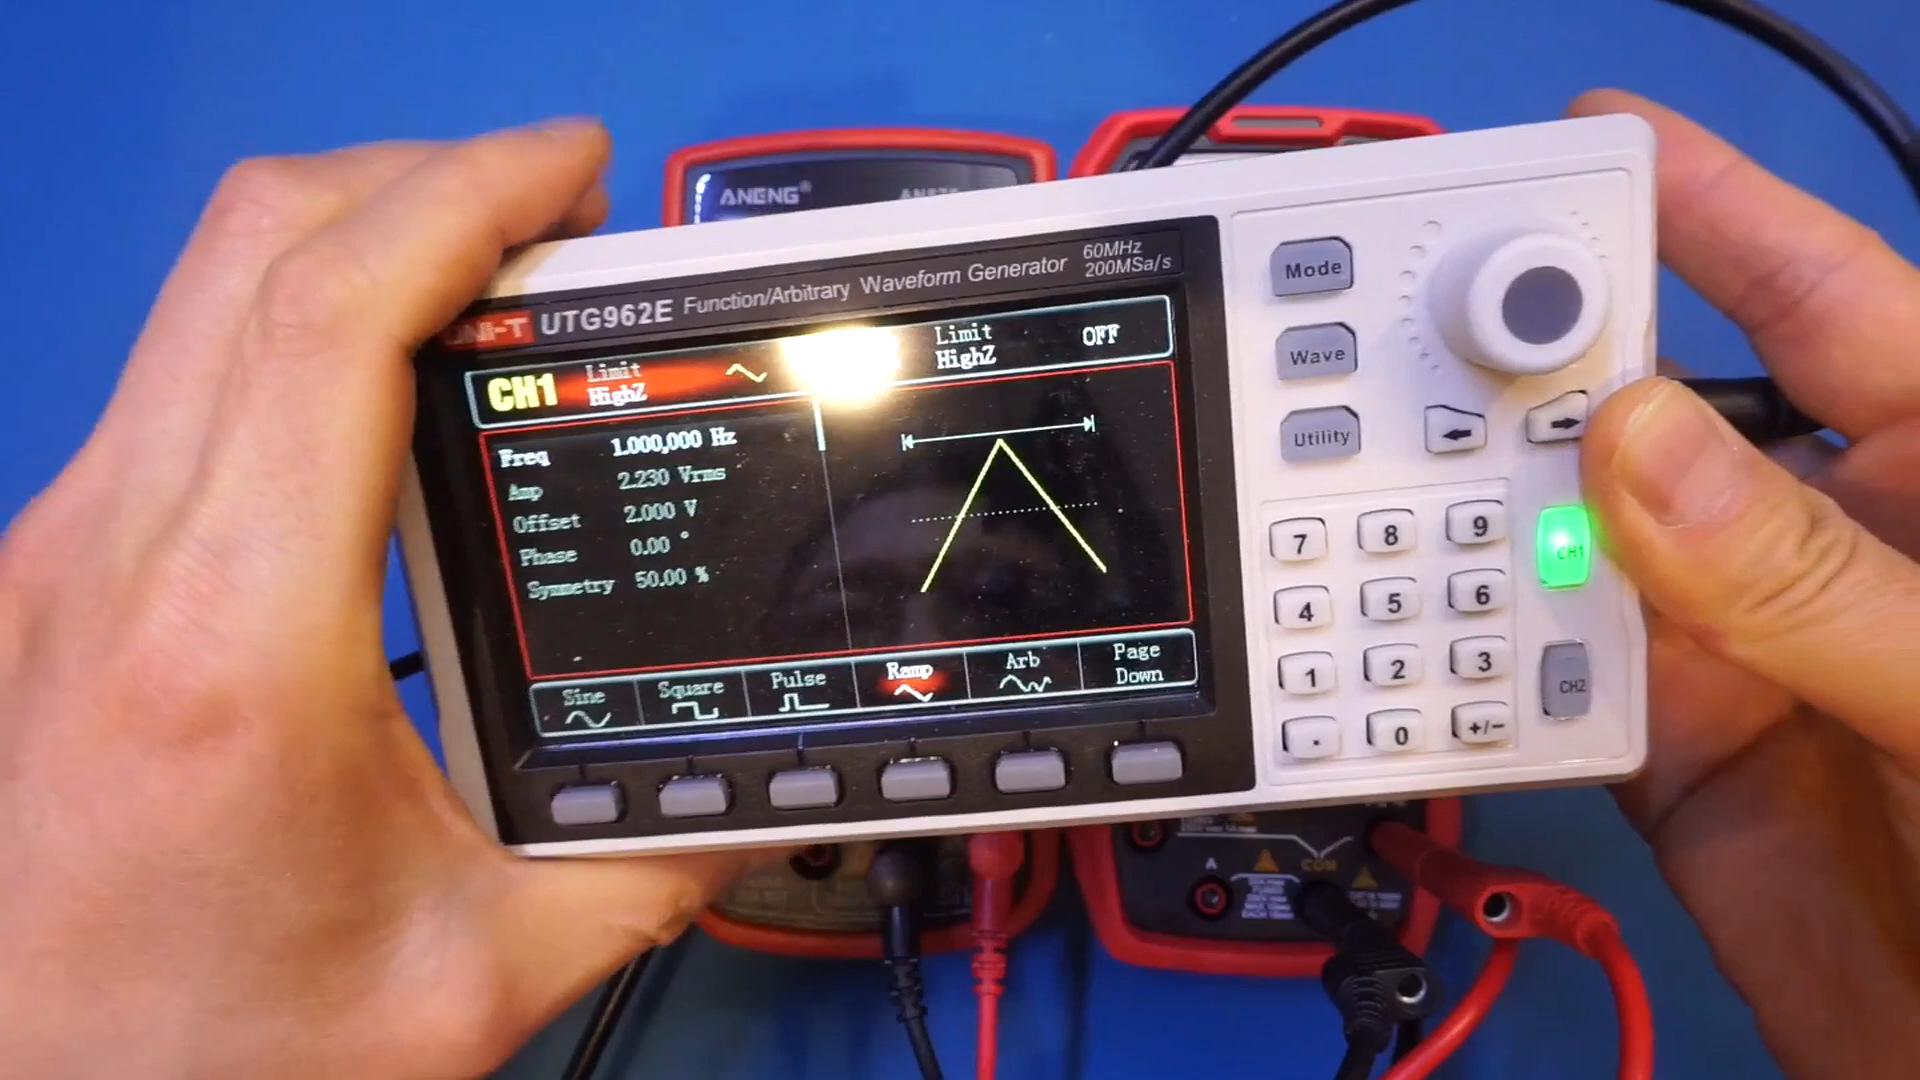 ANENG®
UNI-T UTG962E Function/Arbitrary Waveform Generator 60MHz
200MSa/s
CH1 Limit
HighZ
Limit
HighZ
OFF
Freq 1.000,000 Hz
Amp 2.230 Vrms
Offset 2.000 V
Phase 0.00 °
Symmetry 50.00 %
Sine Square Pulse Ramp Arb Page
Down
Mode
Wave
Utility
7 8 9 CH1
4 5 6
1 2 3 CH2
. 0 +/-
A COM